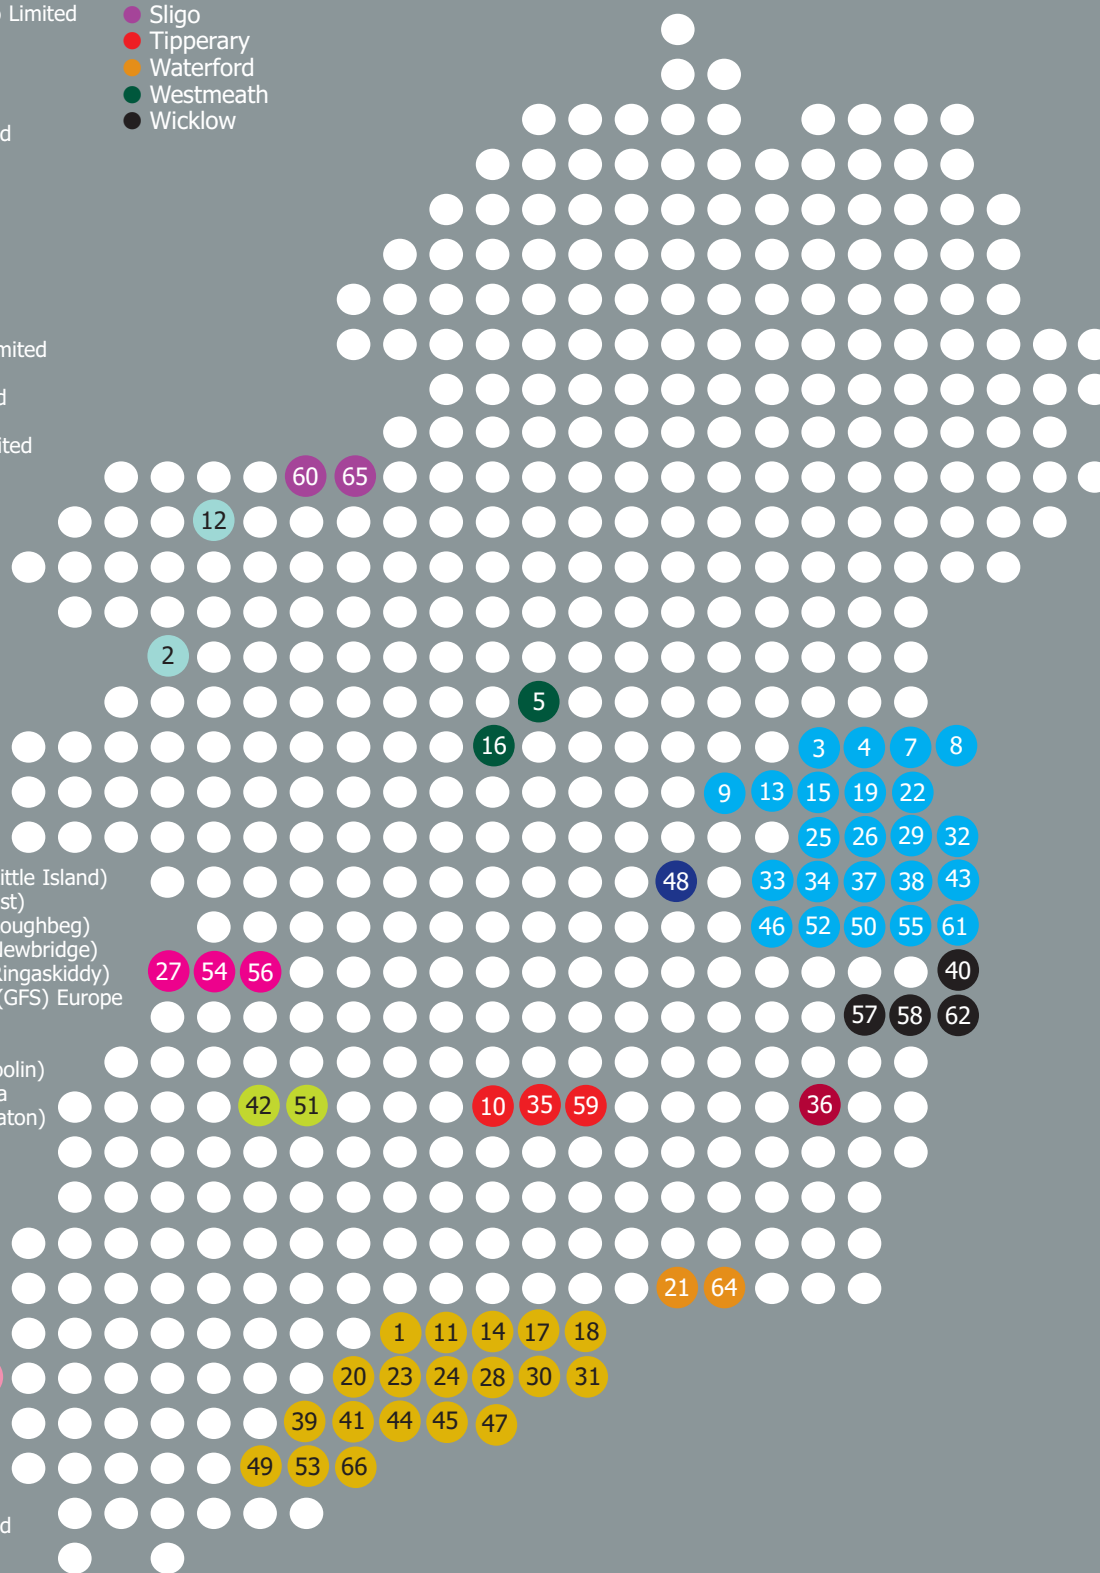 Limited
Sligo
Tipperary
Waterford
Westmeath
Wicklow
d
mited
d
ited
60 65
12
2
5
16 3 4 7 8
9 13 15 19 22
25 26 29 32
ittle Island)
48 33 34 37 38 43
st)
oughbeg)
46 52 50 55 61
Newbridge)
Ringaskiddy)
27 54 56 40
(GFS) Europe
57 58 62
oolin)
a
42 51 10 35 59 36
aton)
21 64
1 11 14 17 18
20 23 24 28 30 31
39 41 44 45 47
49 53 66
d